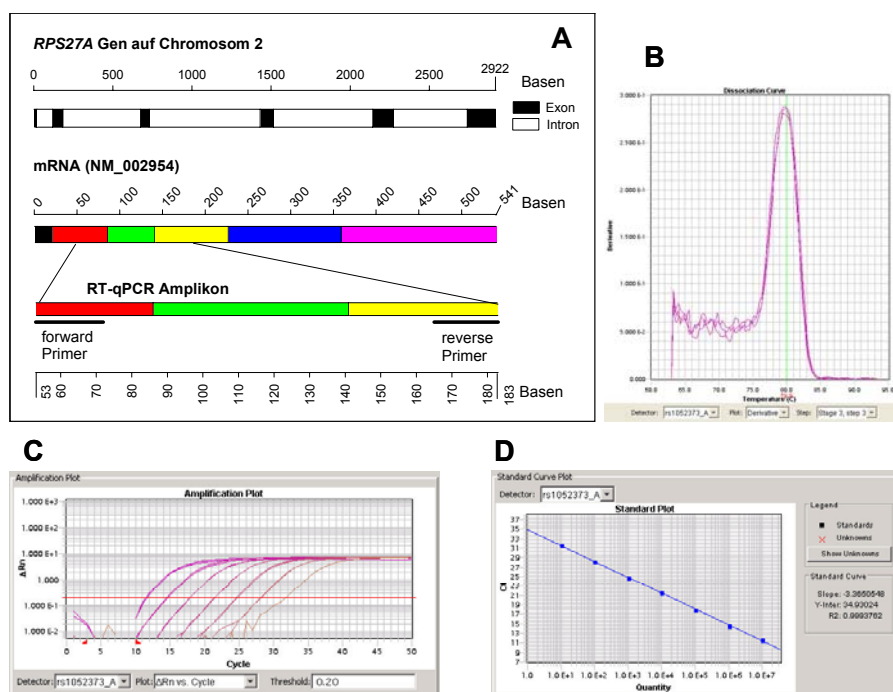 A
RPS27A Gen auf Chromosom 2
0 500 1000 1500 2000 2500 2922 Basen
Exon
Intron
mRNA (NM_002954)
0 50 100 150 200 250 300 350 400 450 500 541 Basen
RT-qPCR Amplikon
forward Primer
reverse Primer
53 60 70 80 90 100 110 120 130 140 150 160 170 180 183 Basen
B
Dissociation Curve
Derivative
Temperature (C)
Detector: rs1052373_A Plot: Derivative Step: Stage 3, step 3
C
Amplification Plot
Amplification Plot
1.000 E+3
1.000 E+2
1.000 E+1
1.000
1.000 E-1
1.000 E-2
ΔRn
0 5 10 15 20 25 30 35 40 45 50
Cycle
Detector: rs1052373_A Plot: ΔRn vs. Cycle Threshold: 0.20
D
Standard Curve Plot
Detector: rs1052373_A
Standard Plot
37
35
33
31
29
27
25
23
21
19
17
15
13
11
9
7
1.0 1.0 E+1 1.0 E+2 1.0 E+3 1.0 E+4 1.0 E+5 1.0 E+6 1.0 E+7
Quantity
Legend
Standards
Unknowns
Show Unknowns
Standard Curve
Slope: -3.3650548
Y-Inter: 34.93024
R2: 0.9993762